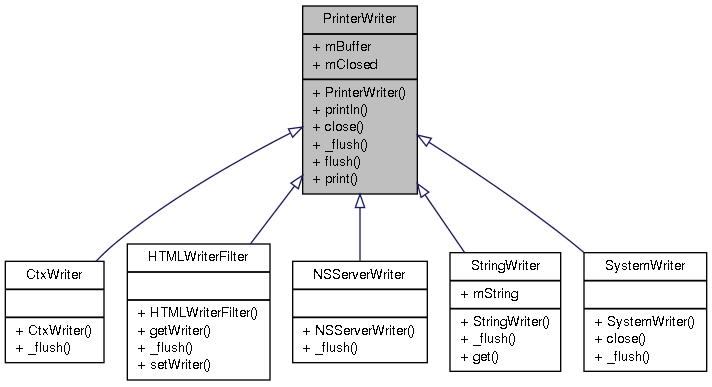 PrinterWriter
+ mBuffer
+ mClosed
+ PrinterWriter()
+ println()
+ close()
+ _flush()
+ flush()
+ print()
CtxWriter
+ CtxWriter()
+ _flush()
HTMLWriterFilter
+ HTMLWriterFilter()
+ getWriter()
+ _flush()
+ setWriter()
NSServerWriter
+ NSServerWriter()
+ _flush()
StringWriter
+ mString
+ StringWriter()
+ _flush()
+ get()
SystemWriter
+ SystemWriter()
+ close()
+ _flush()